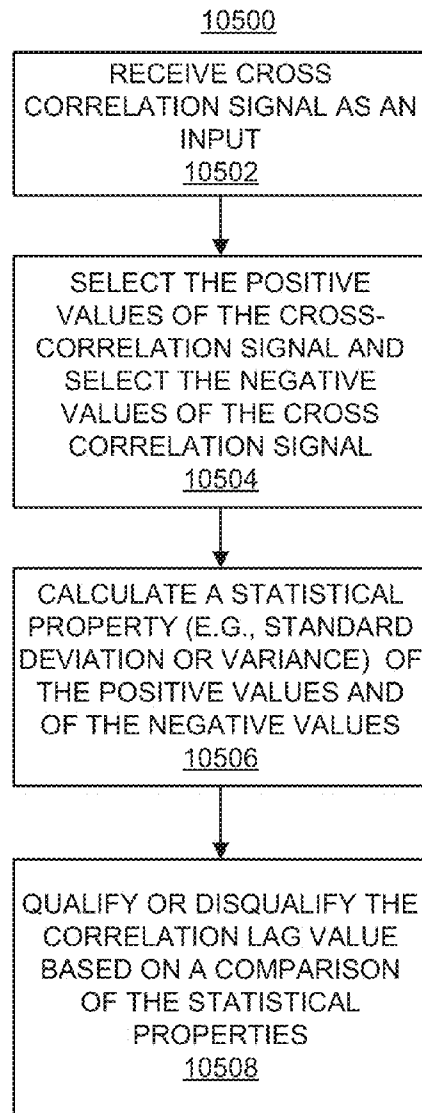 10500
RECEIVE CROSS
CORRELATION SIGNAL AS AN
INPUT
10502
SELECT THE POSITIVE
VALUES OF THE CROSS-
CORRELATION SIGNAL AND
SELECT THE NEGATIVE
VALUES OF THE CROSS
CORRELATION SIGNAL
10504
CALCULATE A STATISTICAL
PROPERTY (E.G., STANDARD
DEVIATION OR VARIANCE) OF
THE POSITIVE VALUES AND
OF THE NEGATIVE VALUES
10506
QUALIFY OR DISQUALIFY THE
CORRELATION LAG VALUE
BASED ON A COMPARISON
OF THE STATISTICAL
PROPERTIES
10508